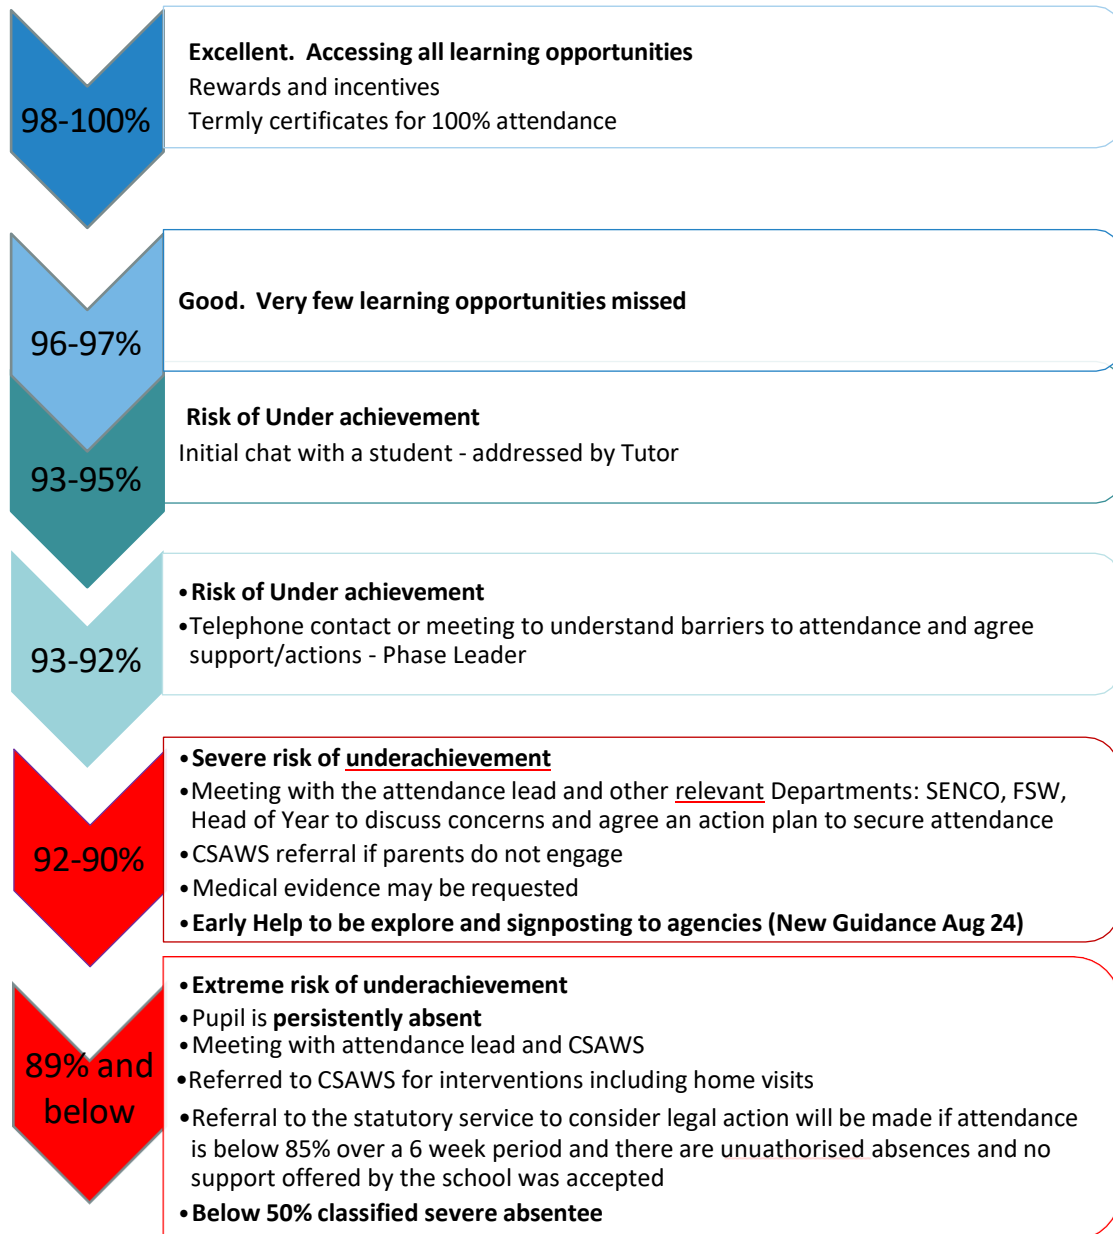 98-100%
Excellent.  Accessing all learning opportunities
Rewards and incentives
Termly certificates for 100% attendance
96-97%
Good.  Very few learning opportunities missed
93-95%
Risk of Under achievement
Initial chat with a student - addressed by Tutor
93-92%
•Risk of Under achievement
•Telephone contact or meeting to understand barriers to attendance and agree
support/actions - Phase Leader
92-90%
•Severe risk of underachievement
•Meeting with the attendance lead and other relevant Departments: SENCO, FSW,
Head of Year to discuss concerns and agree an action plan to secure attendance
•CSAWS referral if parents do not engage
•Medical evidence may be requested
•Early Help to be explore and signposting to agencies (New Guidance Aug 24)
89% and
below
•Extreme risk of underachievement
•Pupil is persistently absent
•Meeting with attendance lead and CSAWS
•Referred to CSAWS for interventions including home visits
•Referral to the statutory service to consider legal action will be made if attendance
is below 85% over a 6 week period and there are unuathorised absences and no
support offered by the school was accepted
•Below 50% classified severe absentee